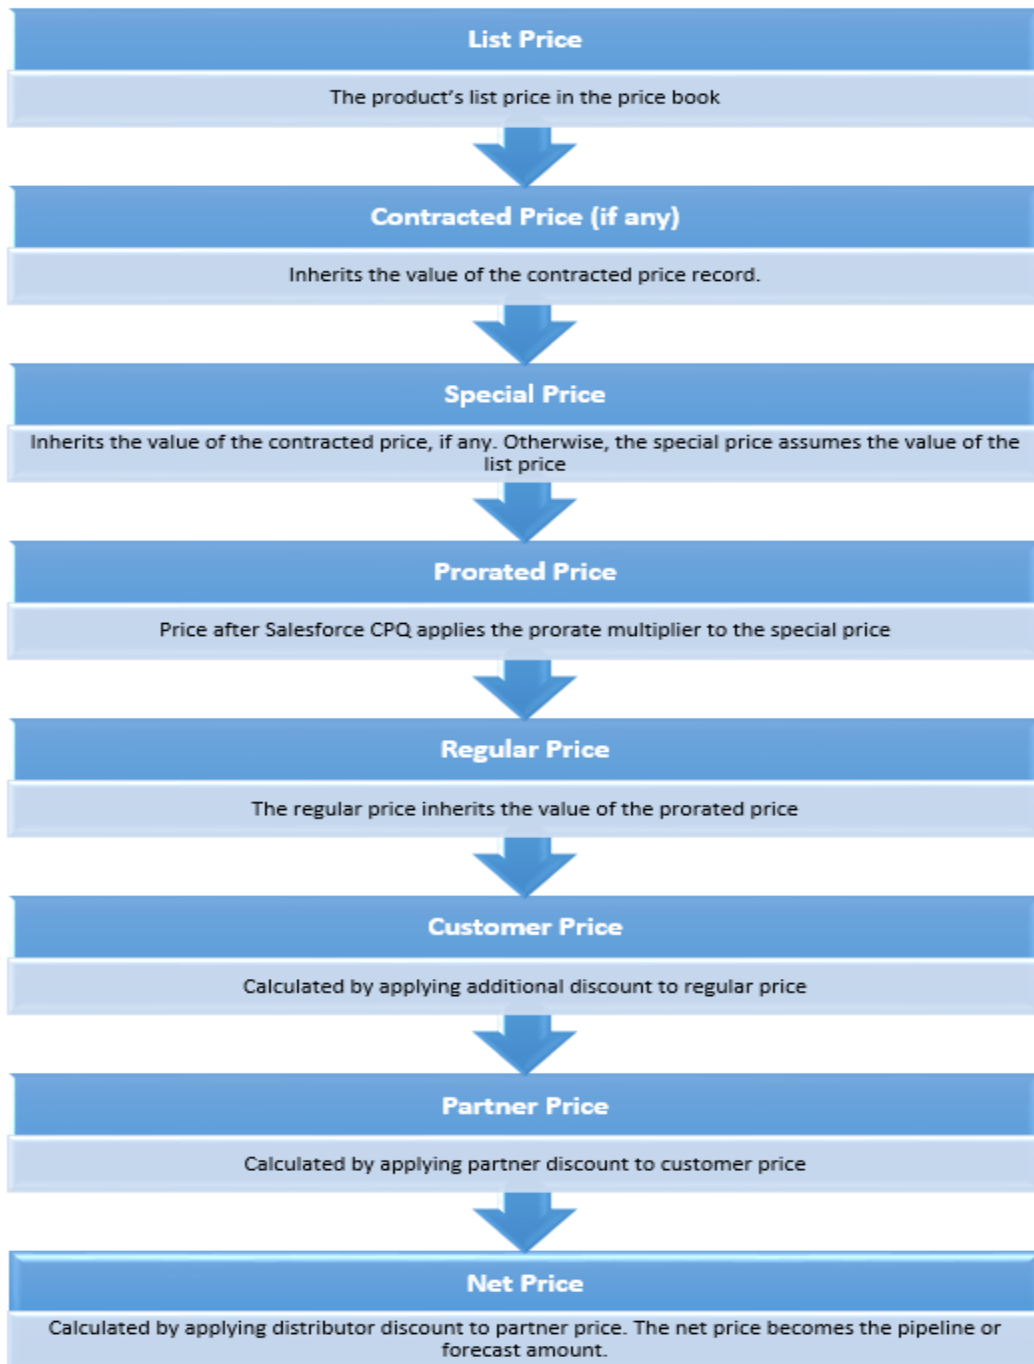 List Price
The product's list price in the price book
Contracted Price (if any)
Inherits the value of the contracted price record.
Special Price
Inherits the value of the contracted price, if any. Otherwise, the special price assumes the value of the
list price
Prorated Price
Price after Salesforce CPQ applies the prorate multiplier to the special price
Regular Price
The regular price inherits the value of the prorated price
Customer Price
Calculated by applying additional discount to regular price
Partner Price
Calculated by applying partner discount to customer price
Net Price
Calculated by applying distributor discount to partner price. The net price becomes the pipeline or
forecast amount.